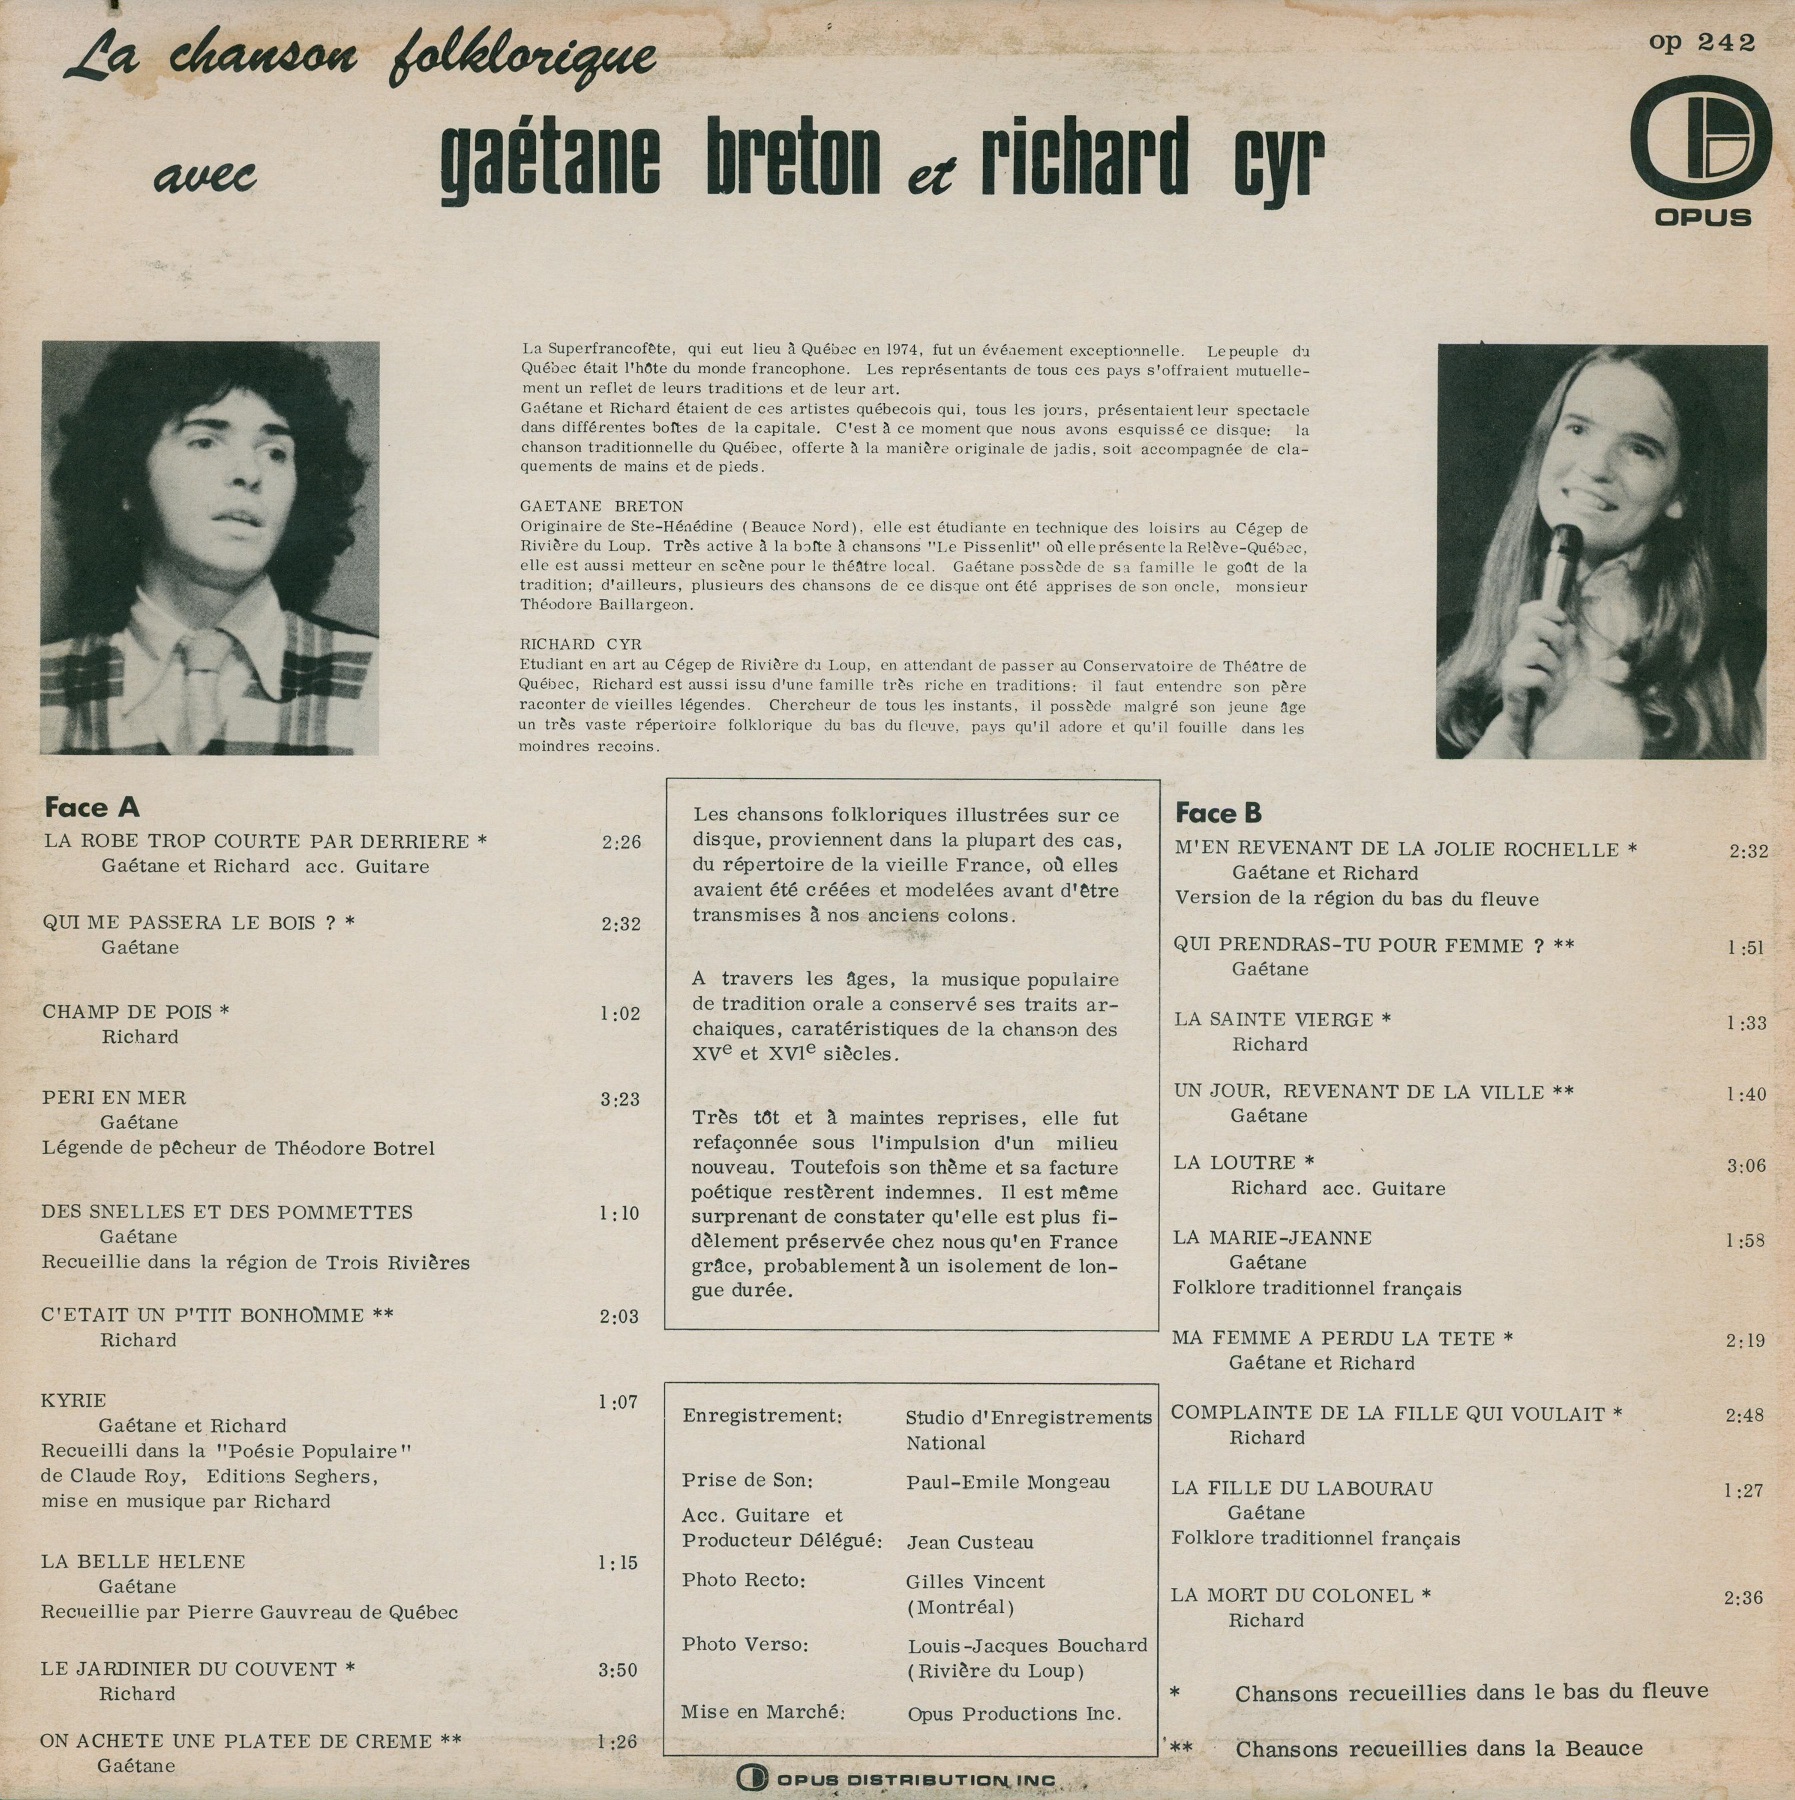 La chanson folklorique
op 242
avec gaétane breton et richard cyr
OPUS
La Superfrancofête, qui eut lieu à Québec en 1974, fut un événement exceptionnelle. Le peuple du
Québec était l'hôte du monde francophone. Les représentants de tous ces pays s'offraient mutuelle-
ment un reflet de leurs traditions et de leur art.
Gaétane et Richard étaient de ces artistes québecois qui, tous les jours, présentaient leur spectacle
dans différentes boîtes de la capitale. C'est à ce moment que nous avons esquissé ce disque: la
chanson traditionnelle du Québec, offerte à la manière originale de jadis, soit accompagnée de cla-
quements de mains et de pieds.
GAETANE BRETON
Originaire de Ste-Hénédine (Beauce Nord), elle est étudiante en technique des loisirs au Cégep de
Rivière du Loup. Très active à la boîte à chansons "Le Pissenlit" où elle présente la Relève-Québec,
elle est aussi metteur en scène pour le théâtre local. Gaétane possède de sa famille le goût de la
tradition; d'ailleurs, plusieurs des chansons de ce disque ont été apprises de son oncle, monsieur
Théodore Baillargeon.
RICHARD CYR
Etudiant en art au Cégep de Rivière du Loup, en attendant de passer au Conservatoire de Théâtre de
Québec, Richard est aussi issu d'une famille très riche en traditions: il faut entendre son père
raconter de vieilles légendes. Chercheur de tous les instants, il possède malgré son jeune âge
un très vaste répertoire folklorique du bas du fleuve, pays qu'il adore et qu'il fouille dans les
moindres recoins.
Face A
LA ROBE TROP COURTE PAR DERRIERE * 2:26
Gaétane et Richard acc. Guitare
QUI ME PASSERA LE BOIS ? * 2:32
Gaétane
CHAMP DE POIS * 1:02
Richard
PERI EN MER 3:23
Gaétane
Légende de pêcheur de Théodore Botrel
DES SNELLES ET DES POMMETTES 1:10
Gaétane
Recueillie dans la région de Trois Rivières
C'ETAIT UN P'TIT BONHOMME ** 2:03
Richard
KYRIE 1:07
Gaétane et Richard
Recueilli dans la "Poésie Populaire"
de Claude Roy, Editions Seghers,
mise en musique par Richard
LA BELLE HELENE 1:15
Gaétane
Recueillie par Pierre Gauvreau de Québec
LE JARDINIER DU COUVENT * 3:50
Richard
ON ACHETE UNE PLATEE DE CREME ** 1:26
Gaétane
Les chansons folkloriques illustrées sur ce
disque, proviennent dans la plupart des cas,
du répertoire de la vieille France, où elles
avaient été créées et modelées avant d'être
transmises à nos anciens colons.
A travers les âges, la musique populaire
de tradition orale a conservé ses traits ar-
chaiques, caratéristiques de la chanson des
XVe et XVIe siècles.
Très tôt et à maintes reprises, elle fut
refaçonnée sous l'impulsion d'un milieu
nouveau. Toutefois son thème et sa facture
poétique restèrent indemnes. Il est même
surprenant de constater qu'elle est plus fi-
dèlement préservée chez nous qu'en France
grâce, probablement à un isolement de lon-
gue durée.
Enregistrement: Studio d'Enregistrements
National
Prise de Son: Paul-Emile Mongeau
Acc. Guitare et
Producteur Délégué: Jean Custeau
Photo Recto: Gilles Vincent
(Montréal)
Photo Verso: Louis-Jacques Bouchard
(Rivière du Loup)
Mise en Marché: Opus Productions Inc.
Face B
M'EN REVENANT DE LA JOLIE ROCHELLE * 2:32
Gaétane et Richard
Version de la région du bas du fleuve
QUI PRENDRAS-TU POUR FEMME ? ** 1:51
Gaétane
LA SAINTE VIERGE * 1:33
Richard
UN JOUR, REVENANT DE LA VILLE ** 1:40
Gaétane
LA LOUTRE * 3:06
Richard acc. Guitare
LA MARIE-JEANNE 1:58
Gaétane
Folklore traditionnel français
MA FEMME A PERDU LA TETE * 2:19
Gaétane et Richard
COMPLAINTE DE LA FILLE QUI VOULAIT * 2:48
Richard
LA FILLE DU LABOURAU 1:27
Gaétane
Folklore traditionnel français
LA MORT DU COLONEL * 2:36
Richard
* Chansons recueillies dans le bas du fleuve
** Chansons recueillies dans la Beauce
OPUS DISTRIBUTION INC